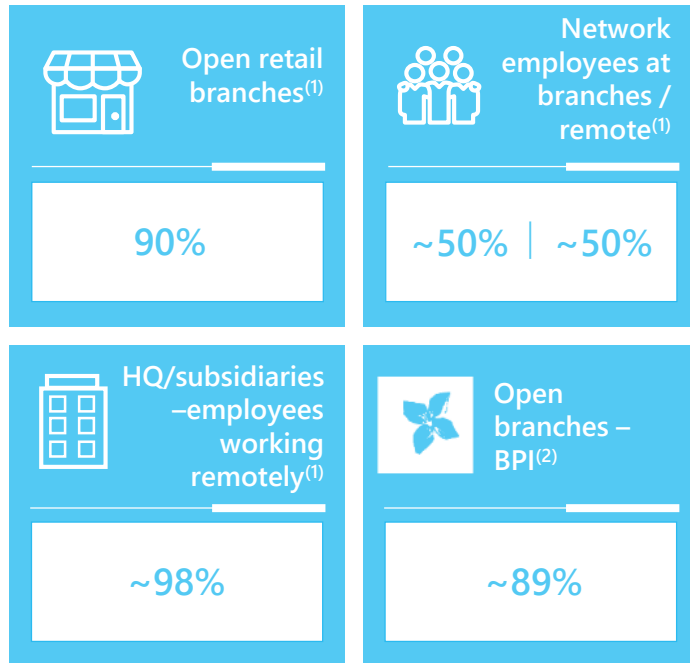 Open retail
branches(1)
90%
Network
employees at
branches /
remote(1)
~50% | ~50%
HQ/subsidiaries
–employees
working
remotely(1)
~98%
Open
branches –
BPI(2)
~89%